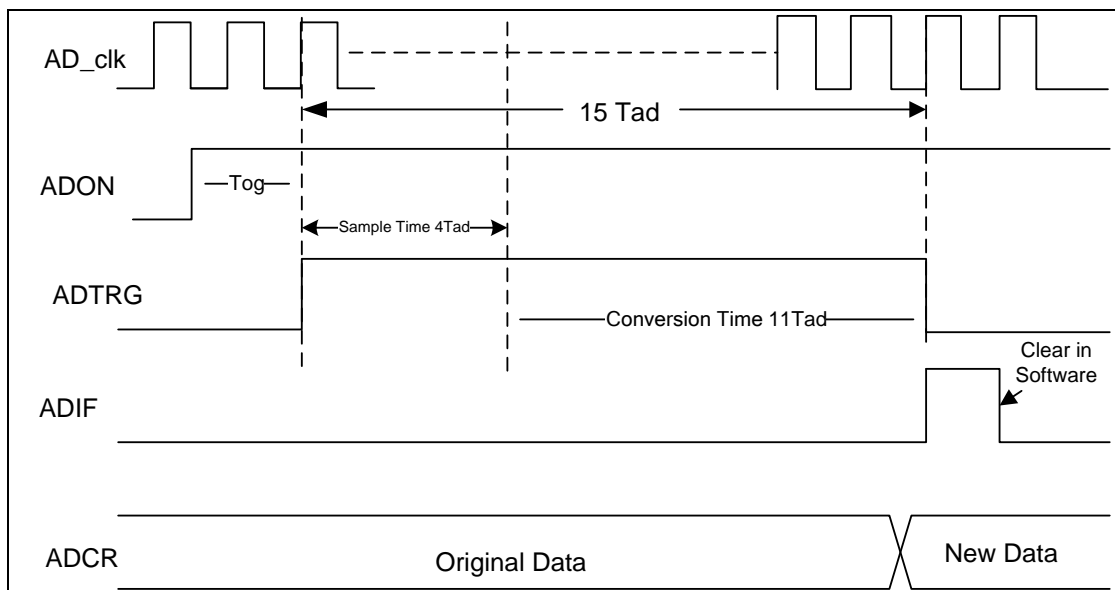 AD_clk
15 Tad
ADON
Tog
Sample Time 4Tad
ADTRG
Conversion Time 11Tad
Clear in
Software
ADIF
ADCR
Original Data
New Data